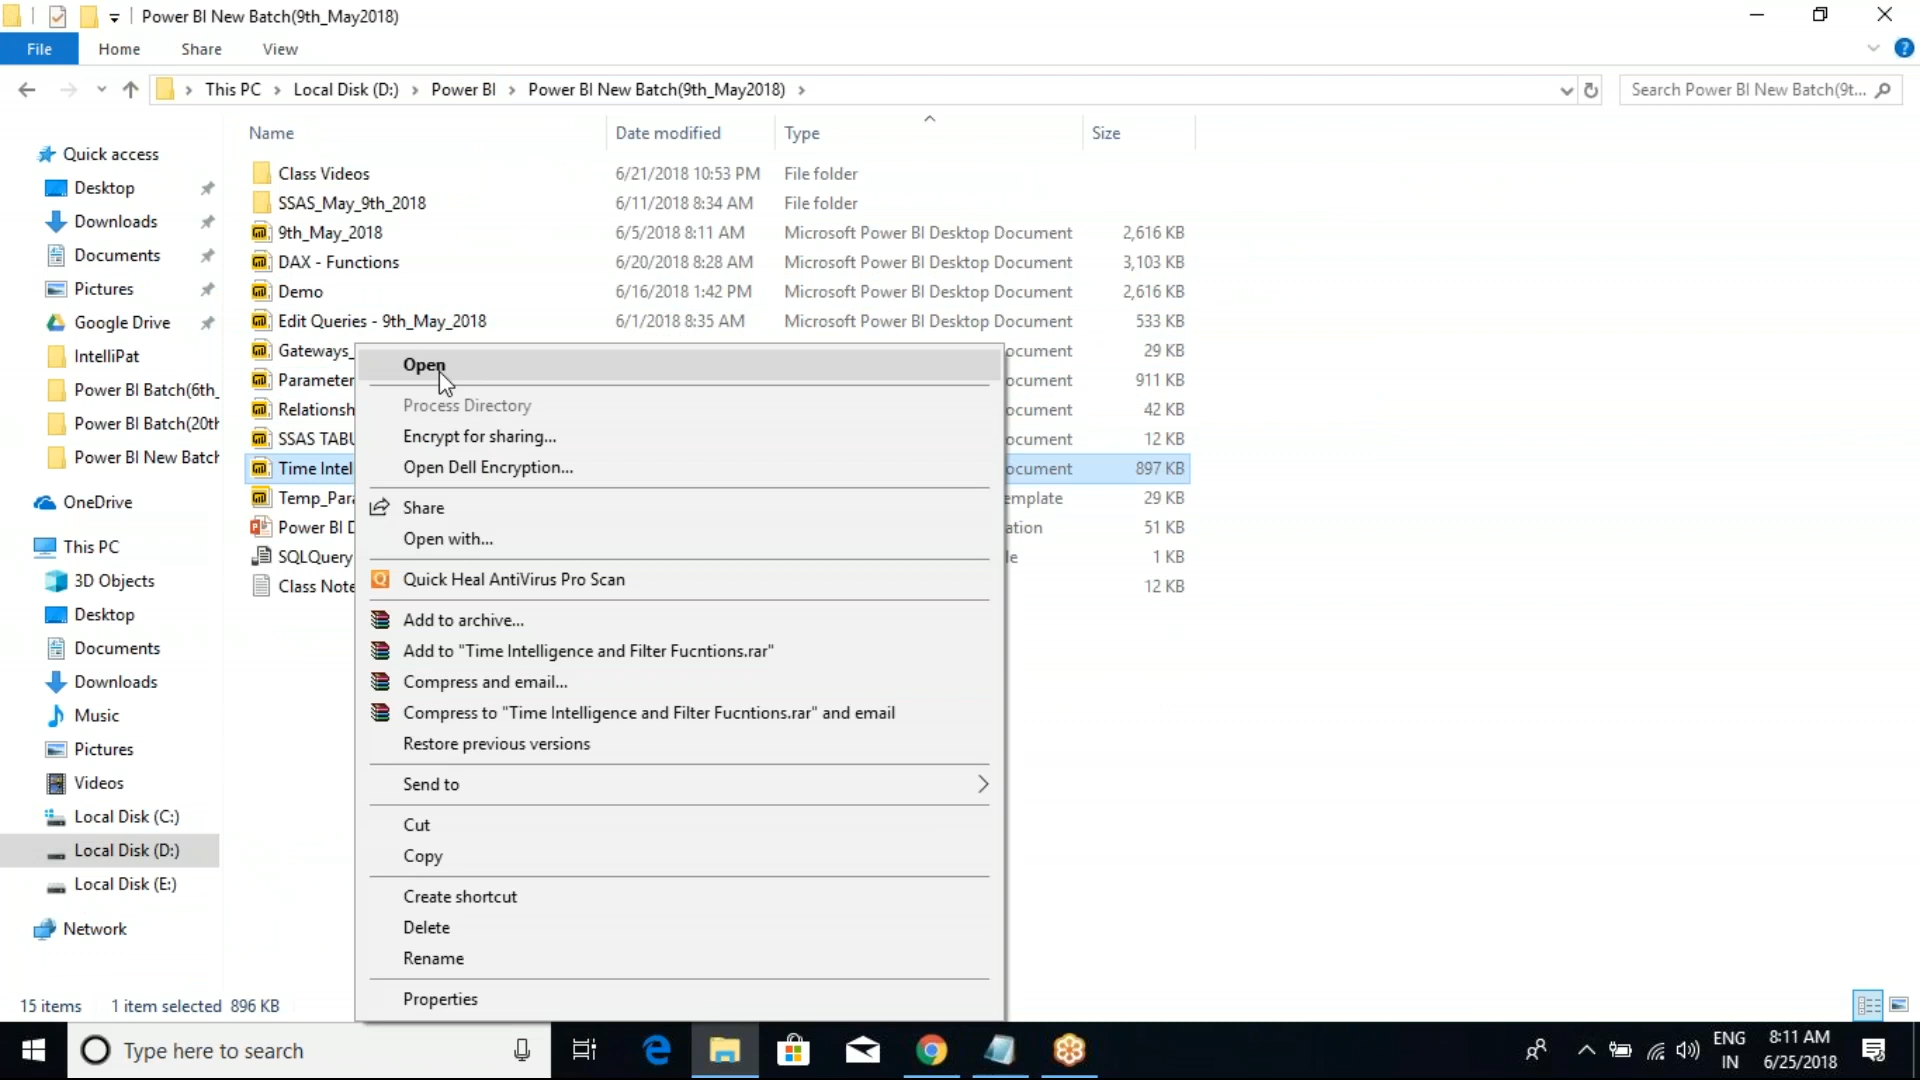 Power BI New Batch(9th_May2018)
File Home Share View
This PC Local Disk (D:) Power BI Power BI New Batch(9th_May2018)
Search Power BI New Batch(9t...
Name Date modified Type Size
Quick access
Desktop
Downloads
Documents
Pictures
Google Drive
IntelliPat
Power BI Batch(6th_
Power BI Batch(20th
Power BI New Batch
OneDrive
This PC
3D Objects
Desktop
Documents
Downloads
Music
Pictures
Videos
Local Disk (C:)
Local Disk (D:)
Local Disk (E:)
Network
Class Videos 6/21/2018 10:53 PM File folder
SSAS_May_9th_2018 6/11/2018 8:34 AM File folder
9th_May_2018 6/5/2018 8:11 AM Microsoft Power BI Desktop Document 2,616 KB
DAX - Functions 6/20/2018 8:28 AM Microsoft Power BI Desktop Document 3,103 KB
Demo 6/16/2018 1:42 PM Microsoft Power BI Desktop Document 2,616 KB
Edit Queries - 9th_May_2018 6/1/2018 8:35 AM Microsoft Power BI Desktop Document 533 KB
Gateways_ ocument 29 KB
Parameter ocument 911 KB
Relationsh ocument 42 KB
SSAS TABU ocument 12 KB
Time Intel ocument 897 KB
Temp_Para emplate 29 KB
Power BI D ation 51 KB
SQLQuery le 1 KB
Class Note 12 KB
Open
Process Directory
Encrypt for sharing...
Open Dell Encryption...
Share
Open with...
Quick Heal AntiVirus Pro Scan
Add to archive...
Add to "Time Intelligence and Filter Fucntions.rar"
Compress and email...
Compress to "Time Intelligence and Filter Fucntions.rar" and email
Restore previous versions
Send to
Cut
Copy
Create shortcut
Delete
Rename
Properties
15 items 1 item selected 896 KB
Type here to search
ENG 8:11 AM
IN 6/25/2018